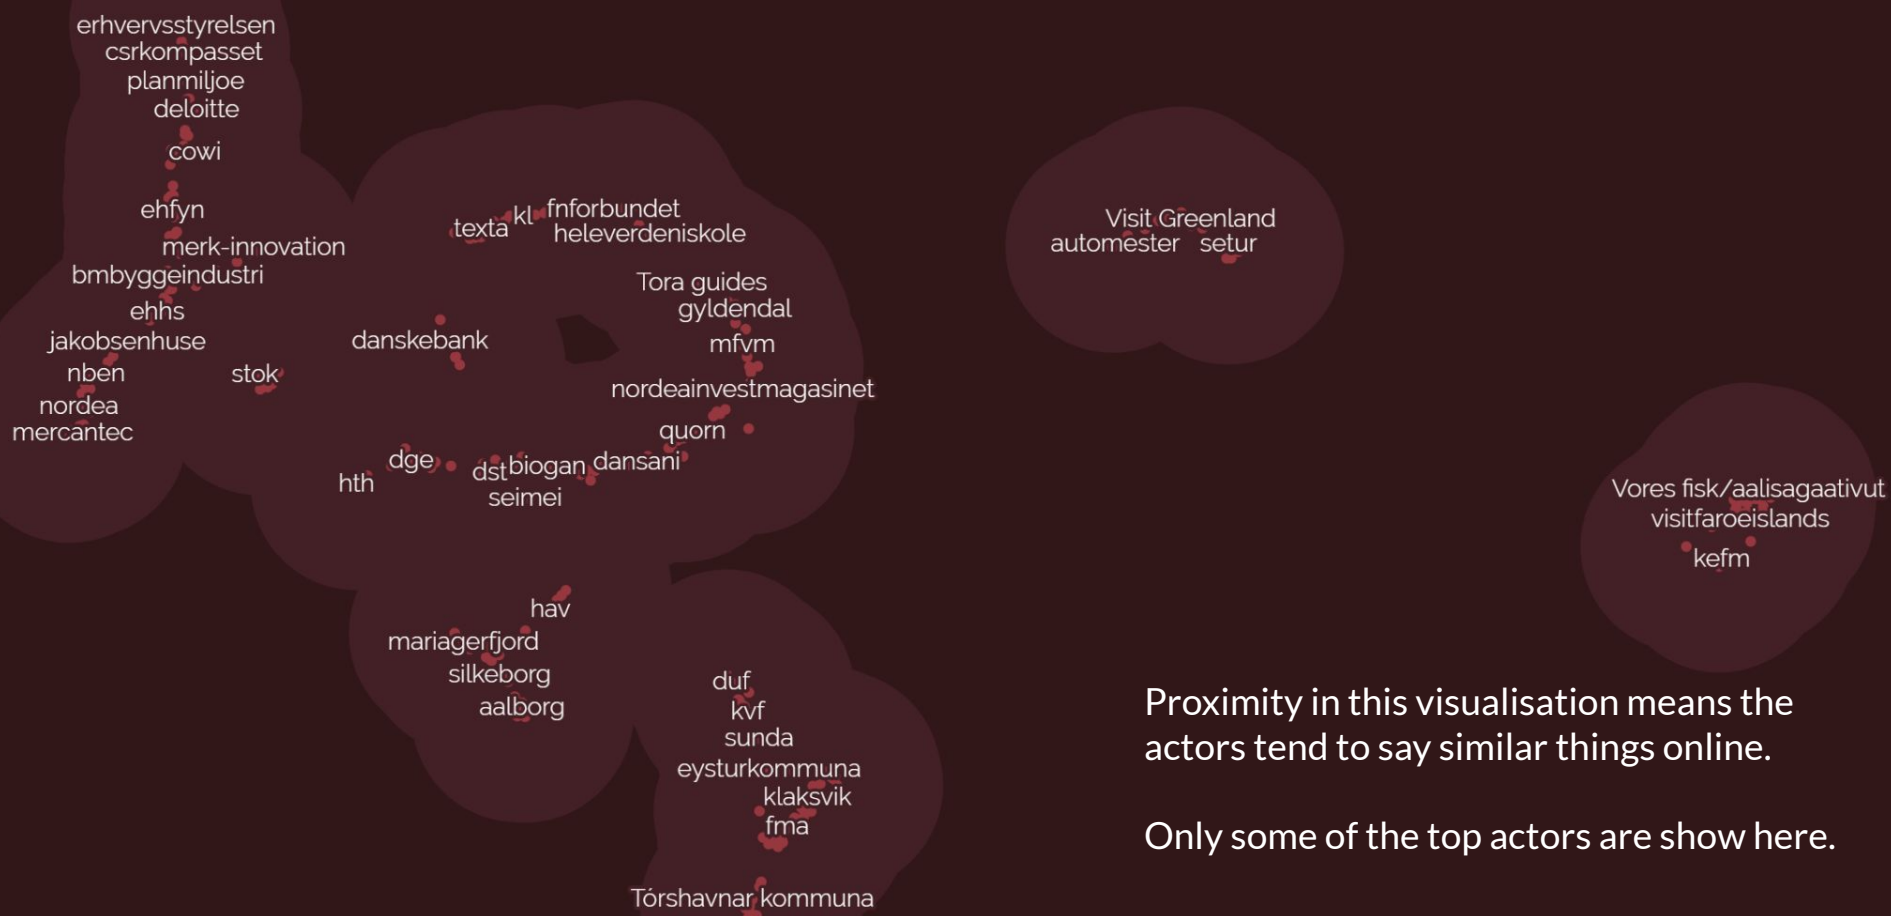 erhvervsstyrelsen
csrkompasset
planmiljoe
deloitte
cowi
ehfyn
merk-innovation
bmbyggeindustri
ehhs
jakobsenhuse
nben
nordea
mercantec
stok
danskebank
texta
kl
fnforbundet
heleverdeniskole
Tora guides
gyldendal
mfvm
nordeainvestmagasinet
quorn
dansani
biogan
dst
seimei
dge
hth
hav
mariagerfjord
silkeborg
aalborg
duf
kvf
sunda
eysturkommuna
klaksvik
fma
Tórshavnar kommuna
Visit Greenland
automester
setur
Vores fisk/aalisagaativut
visitfaroeislands
kefm
Proximity in this visualisation means the
actors tend to say similar things online.
Only some of the top actors are show here.